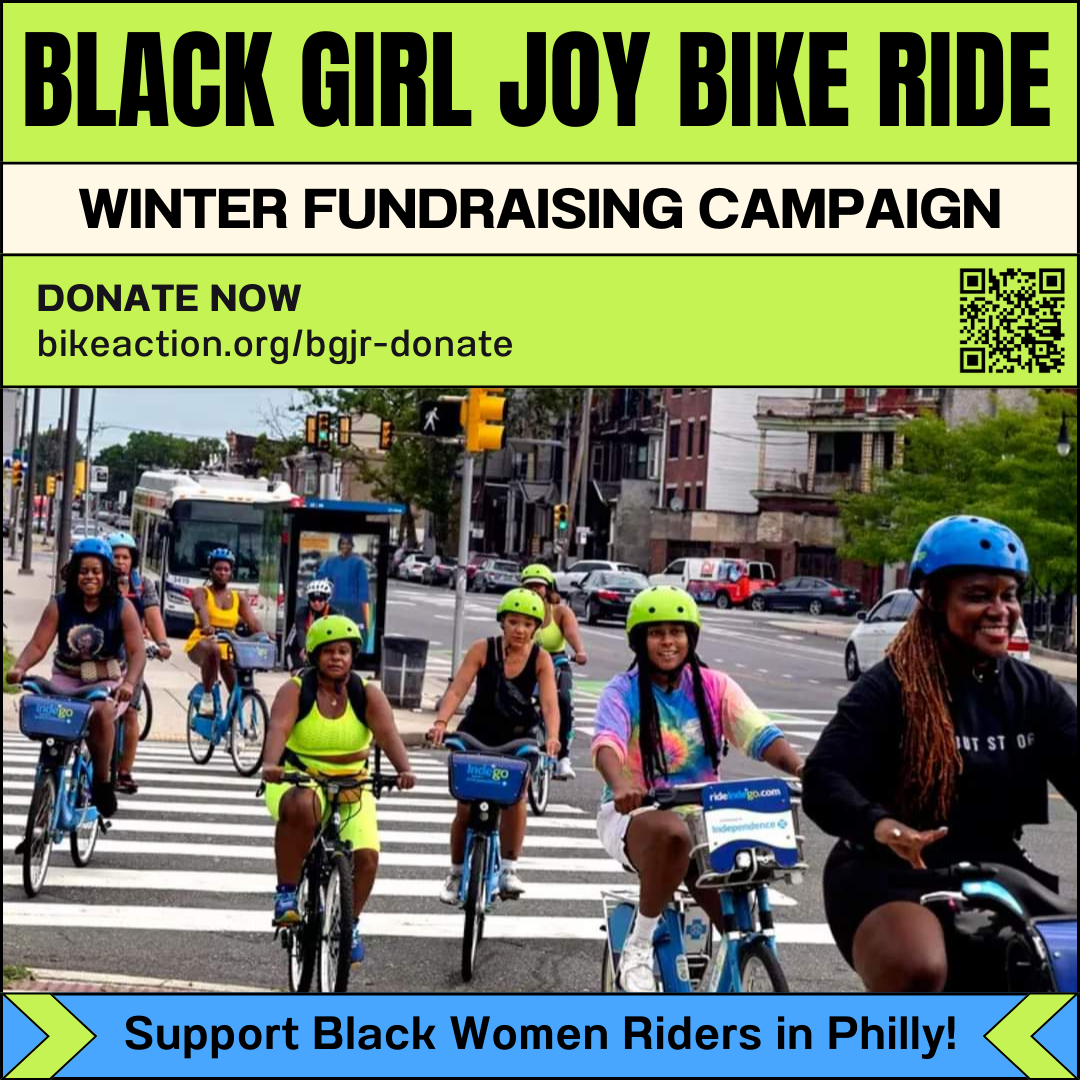 BLACK GIRL JOY BIKE RIDE
WINTER FUNDRAISING CAMPAIGN
DONATE NOW
bikeaction.org/bgjr-donate
indego
indego
rideindego.com
Independence
Support Black Women Riders in Philly!